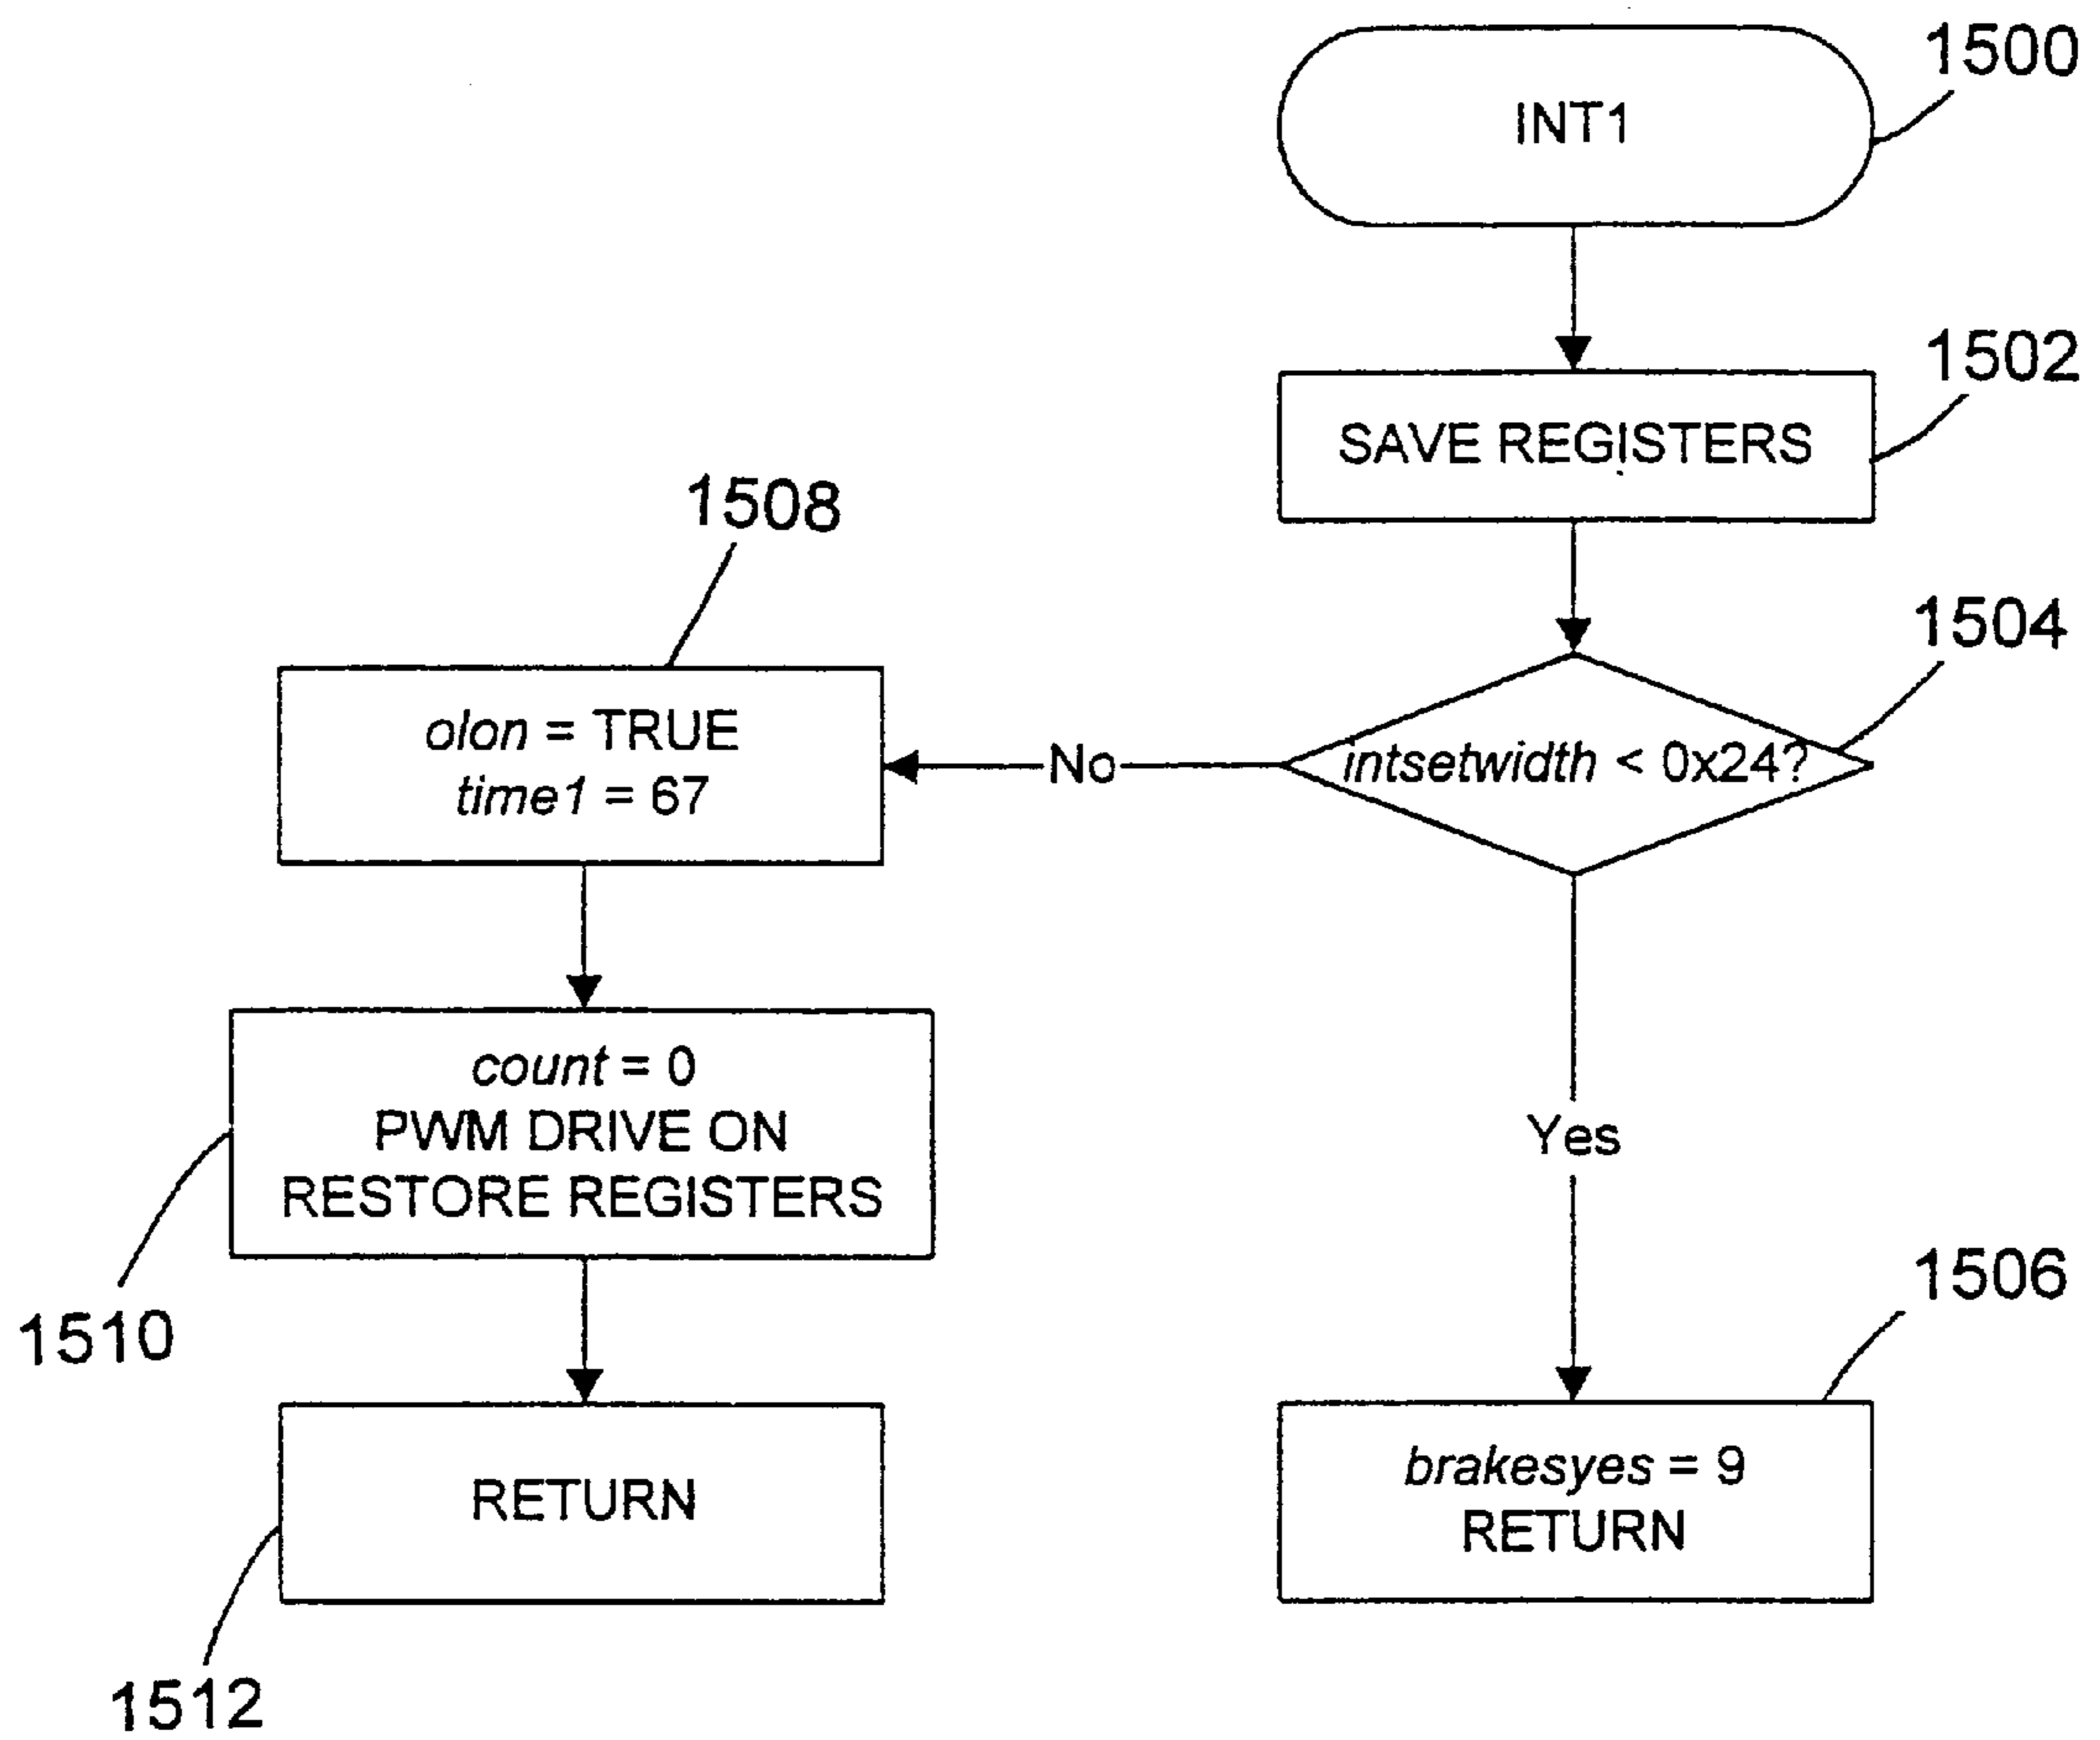 1500
INT1
1502
SAVE REGISTERS
1504
intsetwidth < 0x24?
No
1508
olon = TRUE
time1 = 67
count = 0
PWM DRIVE ON
RESTORE REGISTERS
1510
RETURN
1512
Yes
1506
brakesyes = 9
RETURN